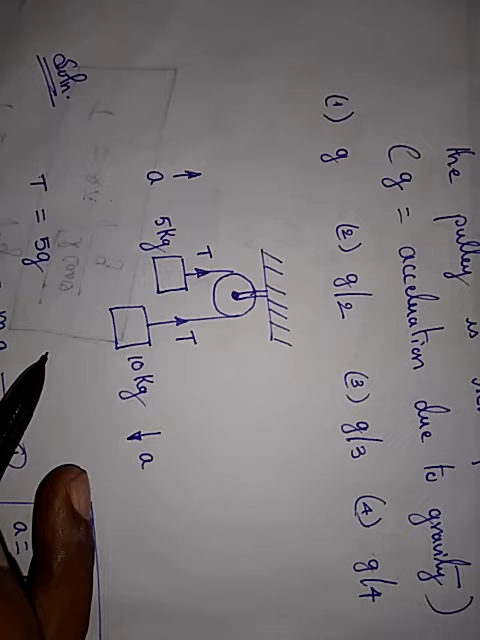 the pulley is
(g = acceleration due to gravity)
(1) g (2) g/2 (3) g/3 (4) g/4
a 5kg T T 10kg a
Soln.
T = 5g
a =